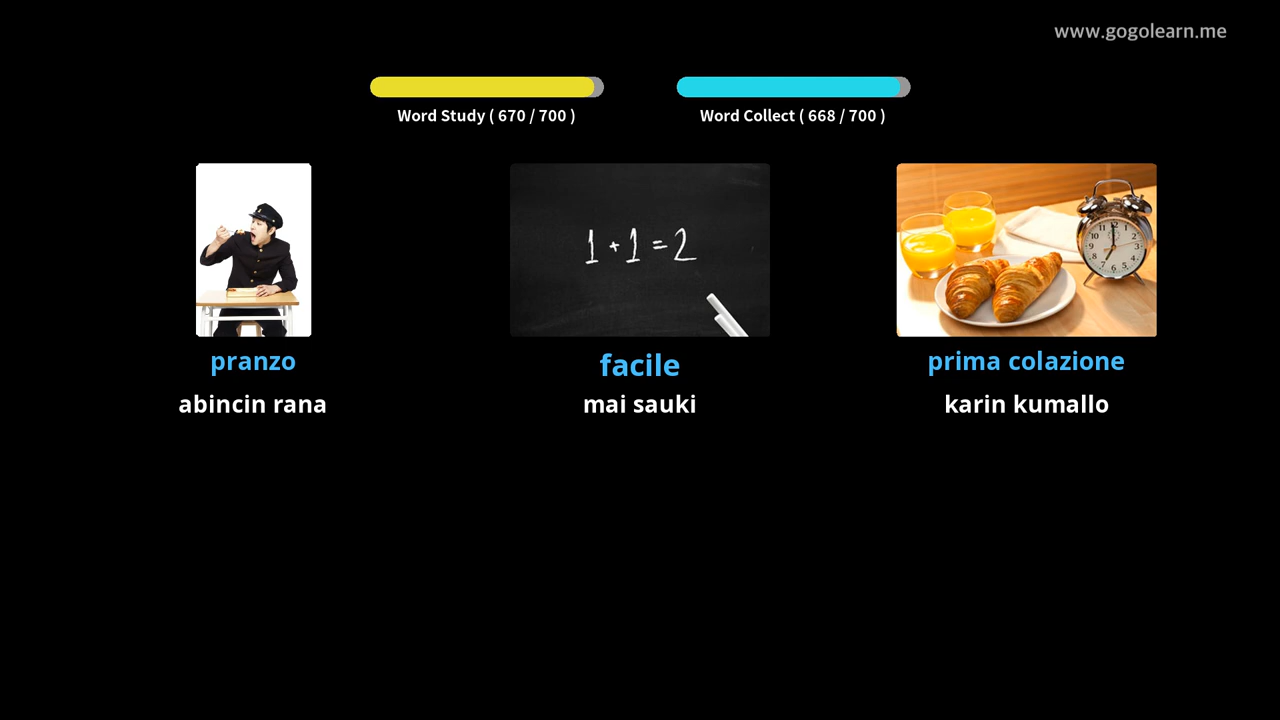 www.gogolearn.me
Word Study ( 670 / 700 )
Word Collect ( 668 / 700 )
1 + 1 = 2
pranzo
facile
prima colazione
abincin rana
mai sauki
karin kumallo